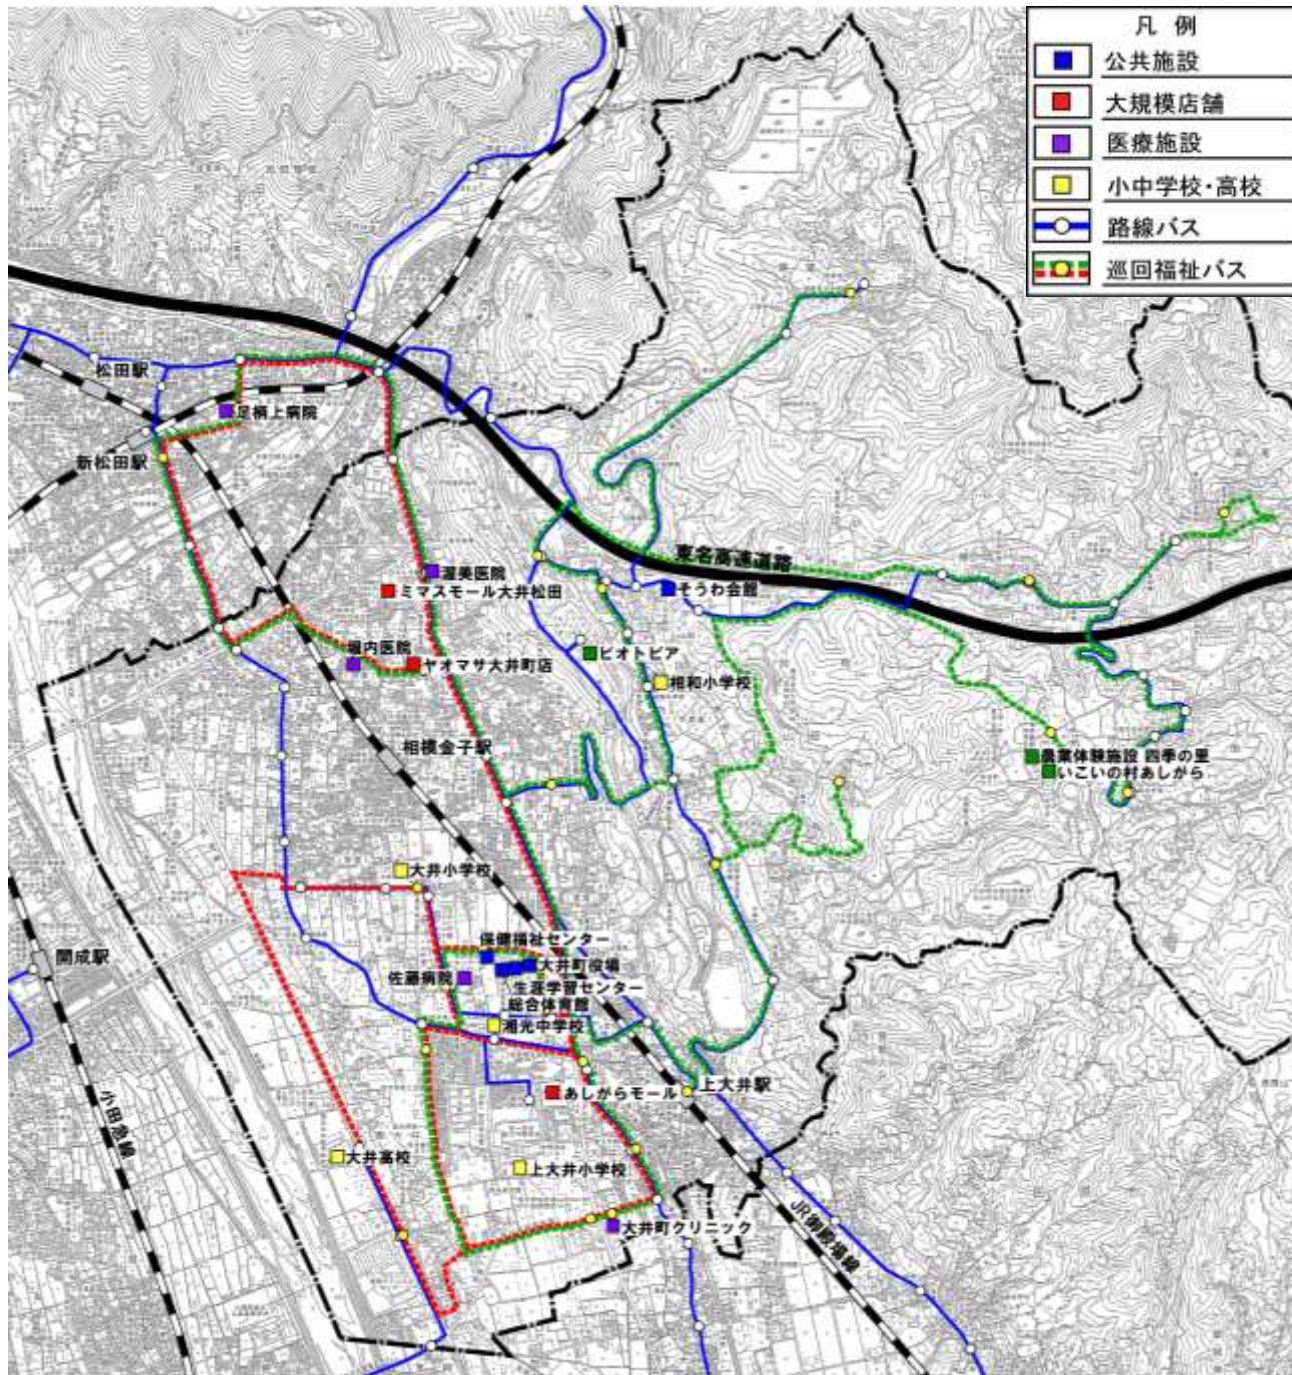 凡例
公共施設
大規模店舗
医療施設
小中学校・高校
路線バス
巡回福祉バス
松田駅
足柄上病院
新松田駅
東名高速道路
渥美医院
ミマスモール大井松田
そうわ会館
堀内医院
ヤオマサ大井町店
ビオトピア
相和小学校
相模金子駅
農業体験施設 四季の里
いこいの村あしがら
大井小学校
保健福祉センター
開成駅
佐藤病院
大井町役場
生涯学習センター
総合体育館
湘光中学校
上大井駅
あしがらモール
小田急線
大井高校
上大井小学校
大井町クリニック
JR御殿場線